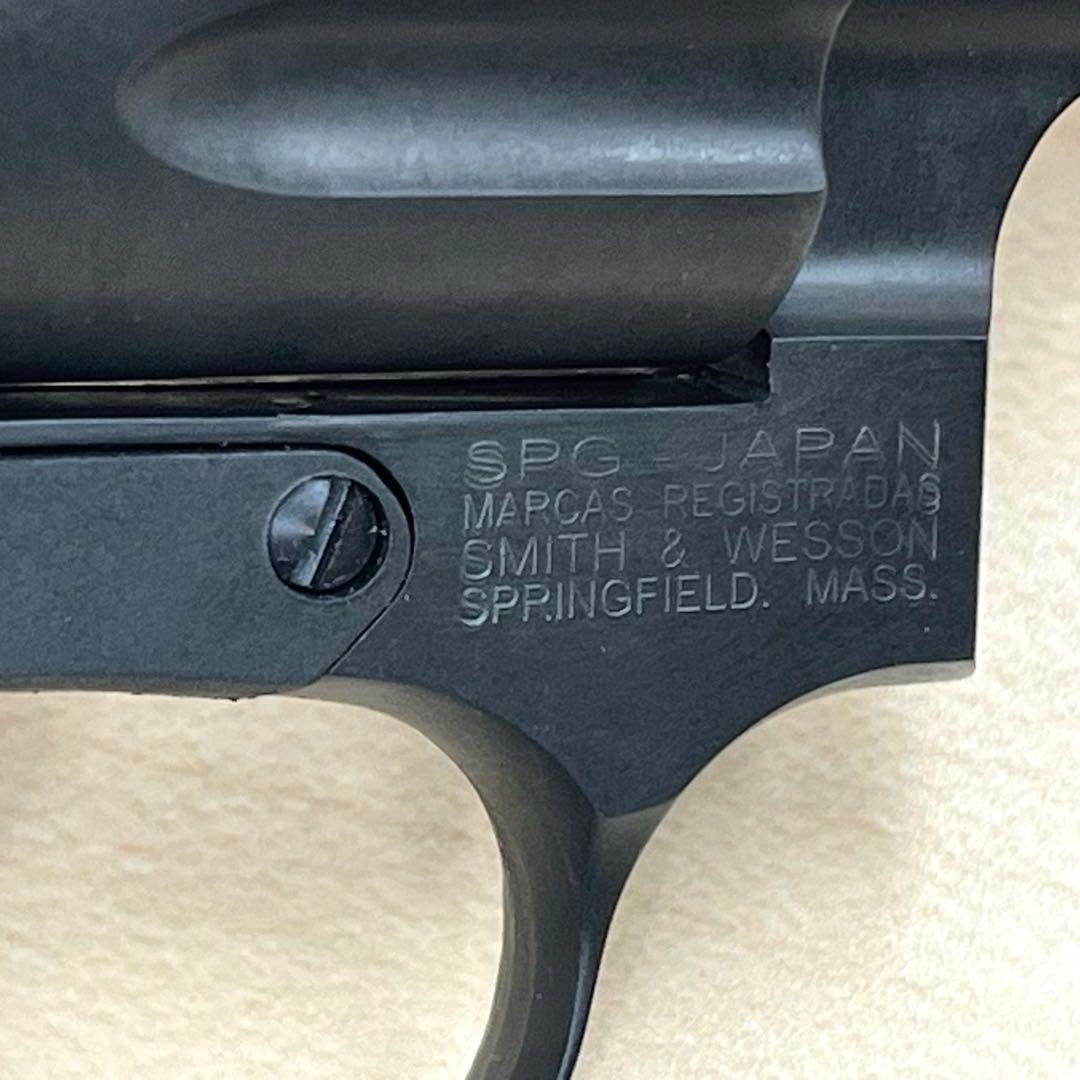 SPG - JAPAN
MARCAS REGISTRADAS
SMITH & WESSON
SPRINGFIELD. MASS.